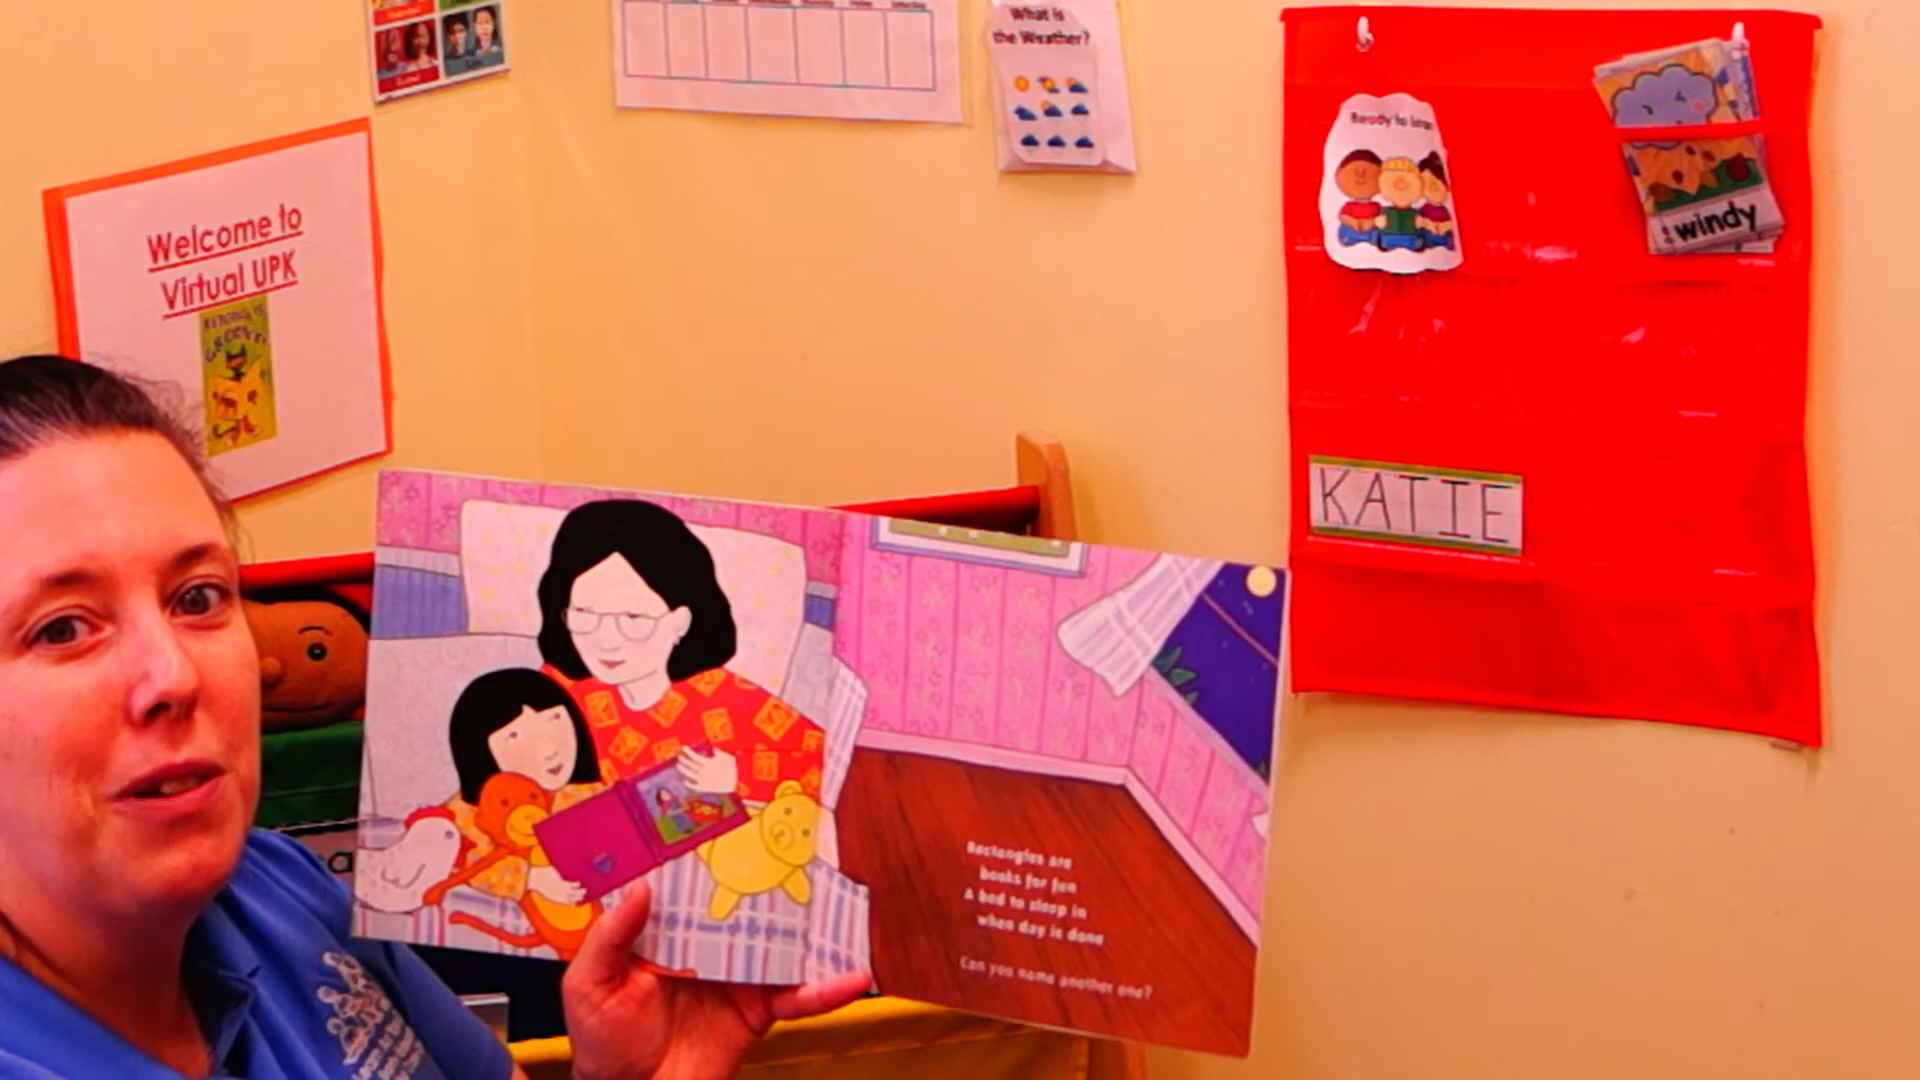 What is
the Weather?
Ready to learn
windy
Welcome to
Virtual UPK
GROOVY!
KATIE
Rectangles are
books for fun
A bed to sleep in
when day is done
Can you name another one?